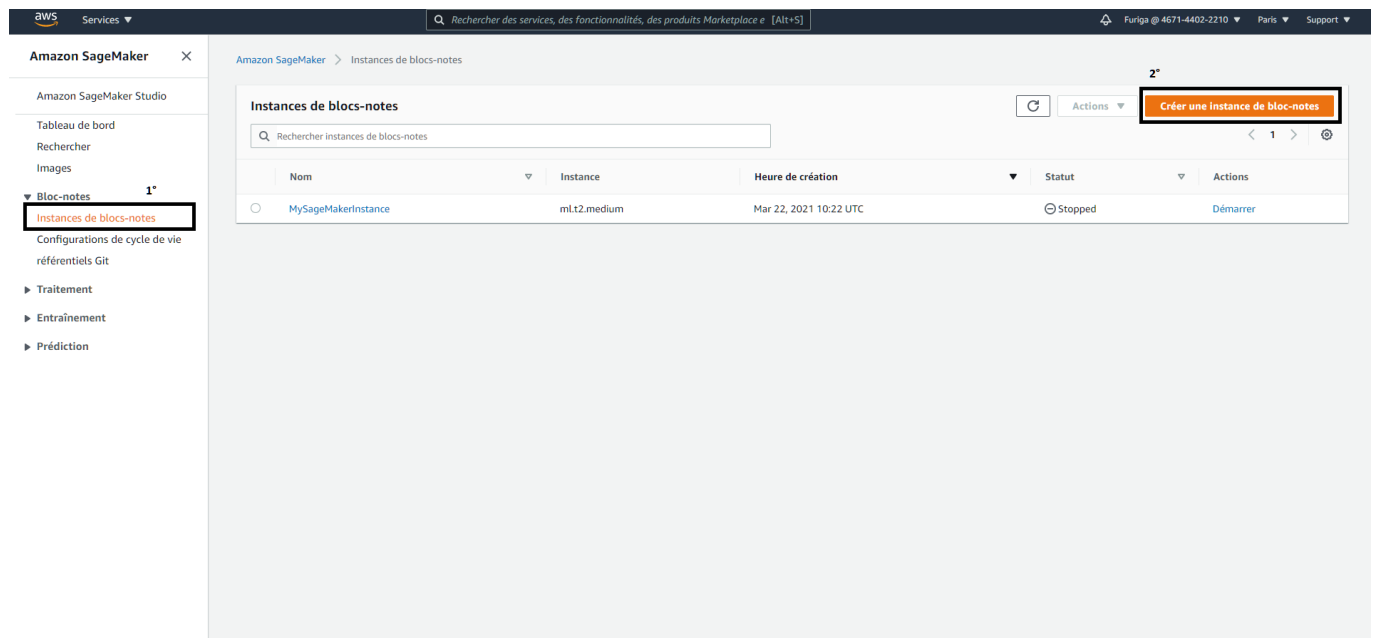 aws Services
Rechercher des services, des fonctionnalités, des produits Marketplace e [Alt+S]
Furiga @ 4671-4402-2210 Paris Support
Amazon SageMaker
Amazon SageMaker Studio
Tableau de bord
Rechercher
Images
Bloc-notes 1°
Instances de blocs-notes
Configurations de cycle de vie
référentiels Git
Traitement
Entraînement
Prédiction
Amazon SageMaker > Instances de blocs-notes
2°
Instances de blocs-notes Actions Créer une instance de bloc-notes
Rechercher instances de blocs-notes < 1 >
Nom Instance Heure de création Statut Actions
MySageMakerInstance ml.t2.medium Mar 22, 2021 10:22 UTC Stopped Démarrer